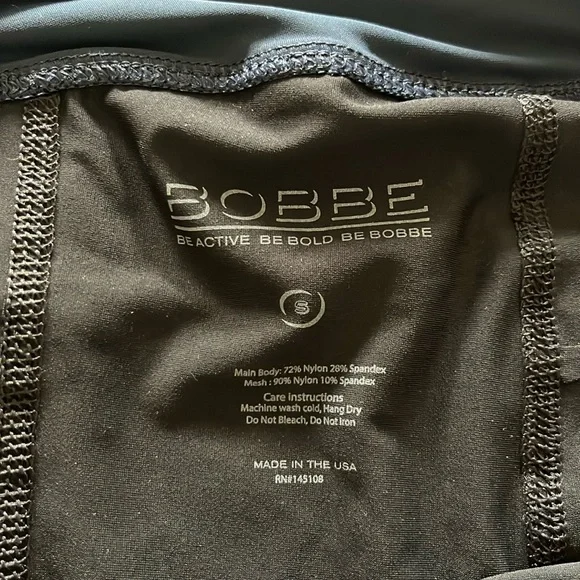 BOBBE
BE ACTIVE BE BOLD BE BOBBE
S
Main Body: 72% Nylon 28% Spandex
Mesh : 90% Nylon 10% Spandex
Care instructions
Machine wash cold, Hang Dry
Do Not Bleach, Do Not Iron
MADE IN THE USA
RN#145108